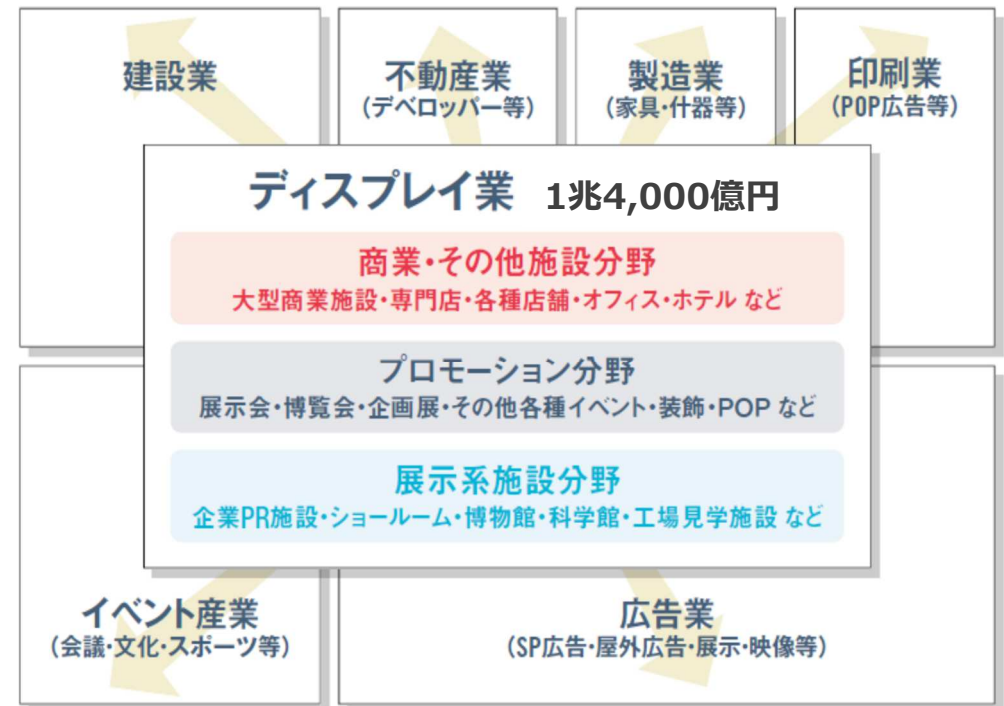 建設業
不動産業
(デベロッパー等)
製造業
(家具・什器等)
印刷業
(POP広告等)
ディスプレイ業 1兆4,000億円
商業・その他施設分野
大型商業施設・専門店・各種店舗・オフィス・ホテル など
プロモーション分野
展示会・博覧会・企画展・その他各種イベント・装飾・POP など
展示系施設分野
企業PR施設・ショールーム・博物館・科学館・工場見学施設 など
イベント産業
(会議・文化・スポーツ等)
広告業
(SP広告・屋外広告・展示・映像等)